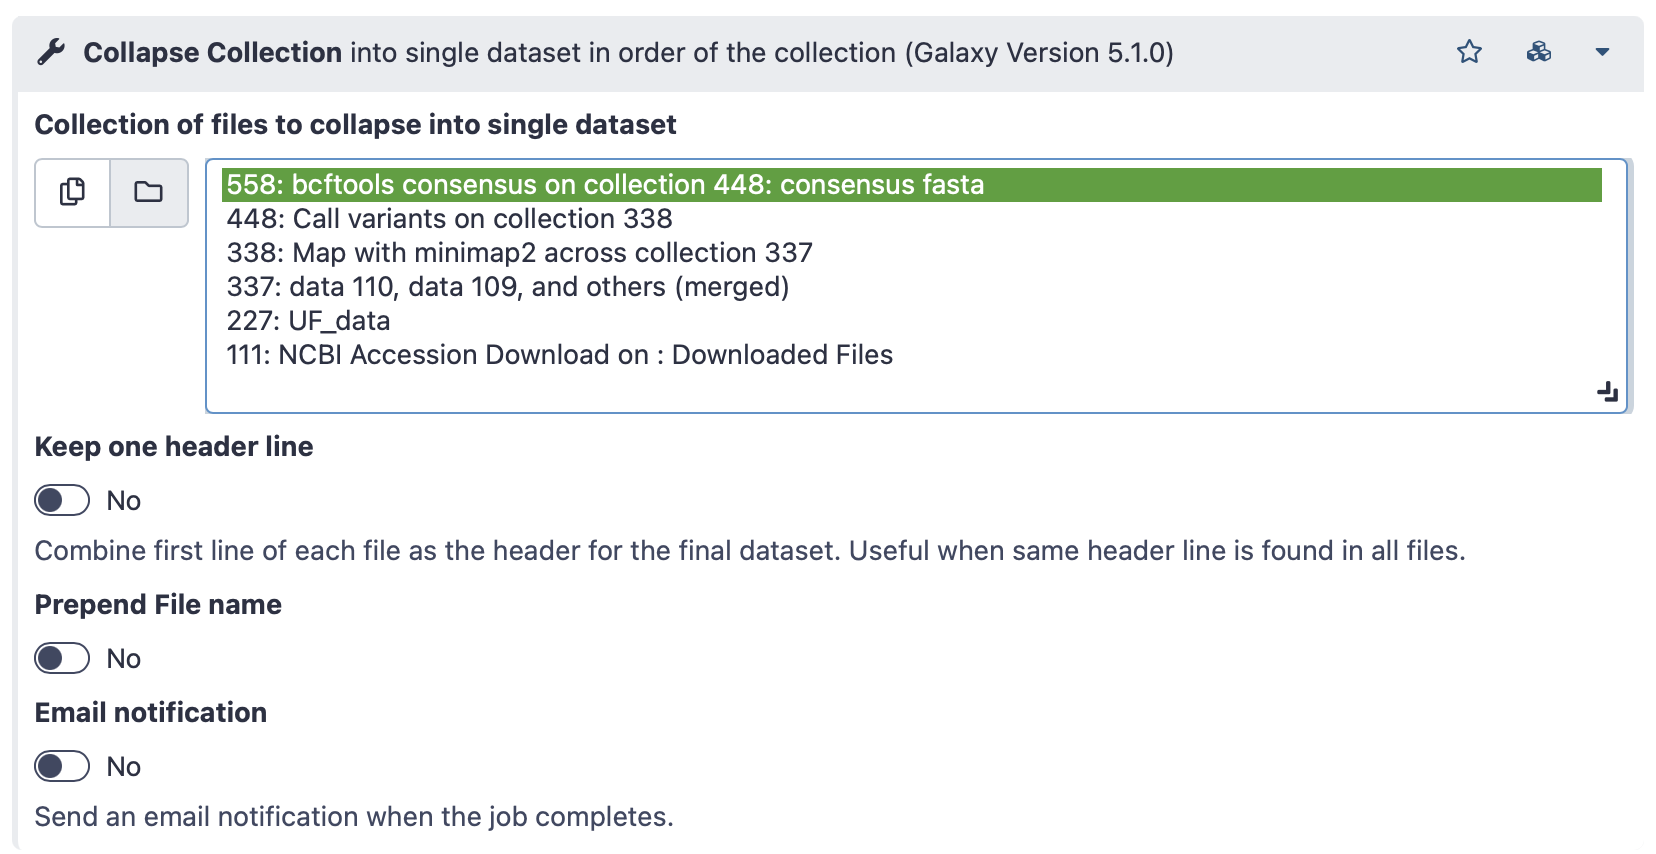 Collapse Collection into single dataset in order of the collection (Galaxy Version 5.1.0)
Collection of files to collapse into single dataset
558: bcftools consensus on collection 448: consensus fasta
448: Call variants on collection 338
338: Map with minimap2 across collection 337
337: data 110, data 109, and others (merged)
227: UF_data
111: NCBI Accession Download on : Downloaded Files
Keep one header line
No
Combine first line of each file as the header for the final dataset. Useful when same header line is found in all files.
Prepend File name
No
Email notification
No
Send an email notification when the job completes.